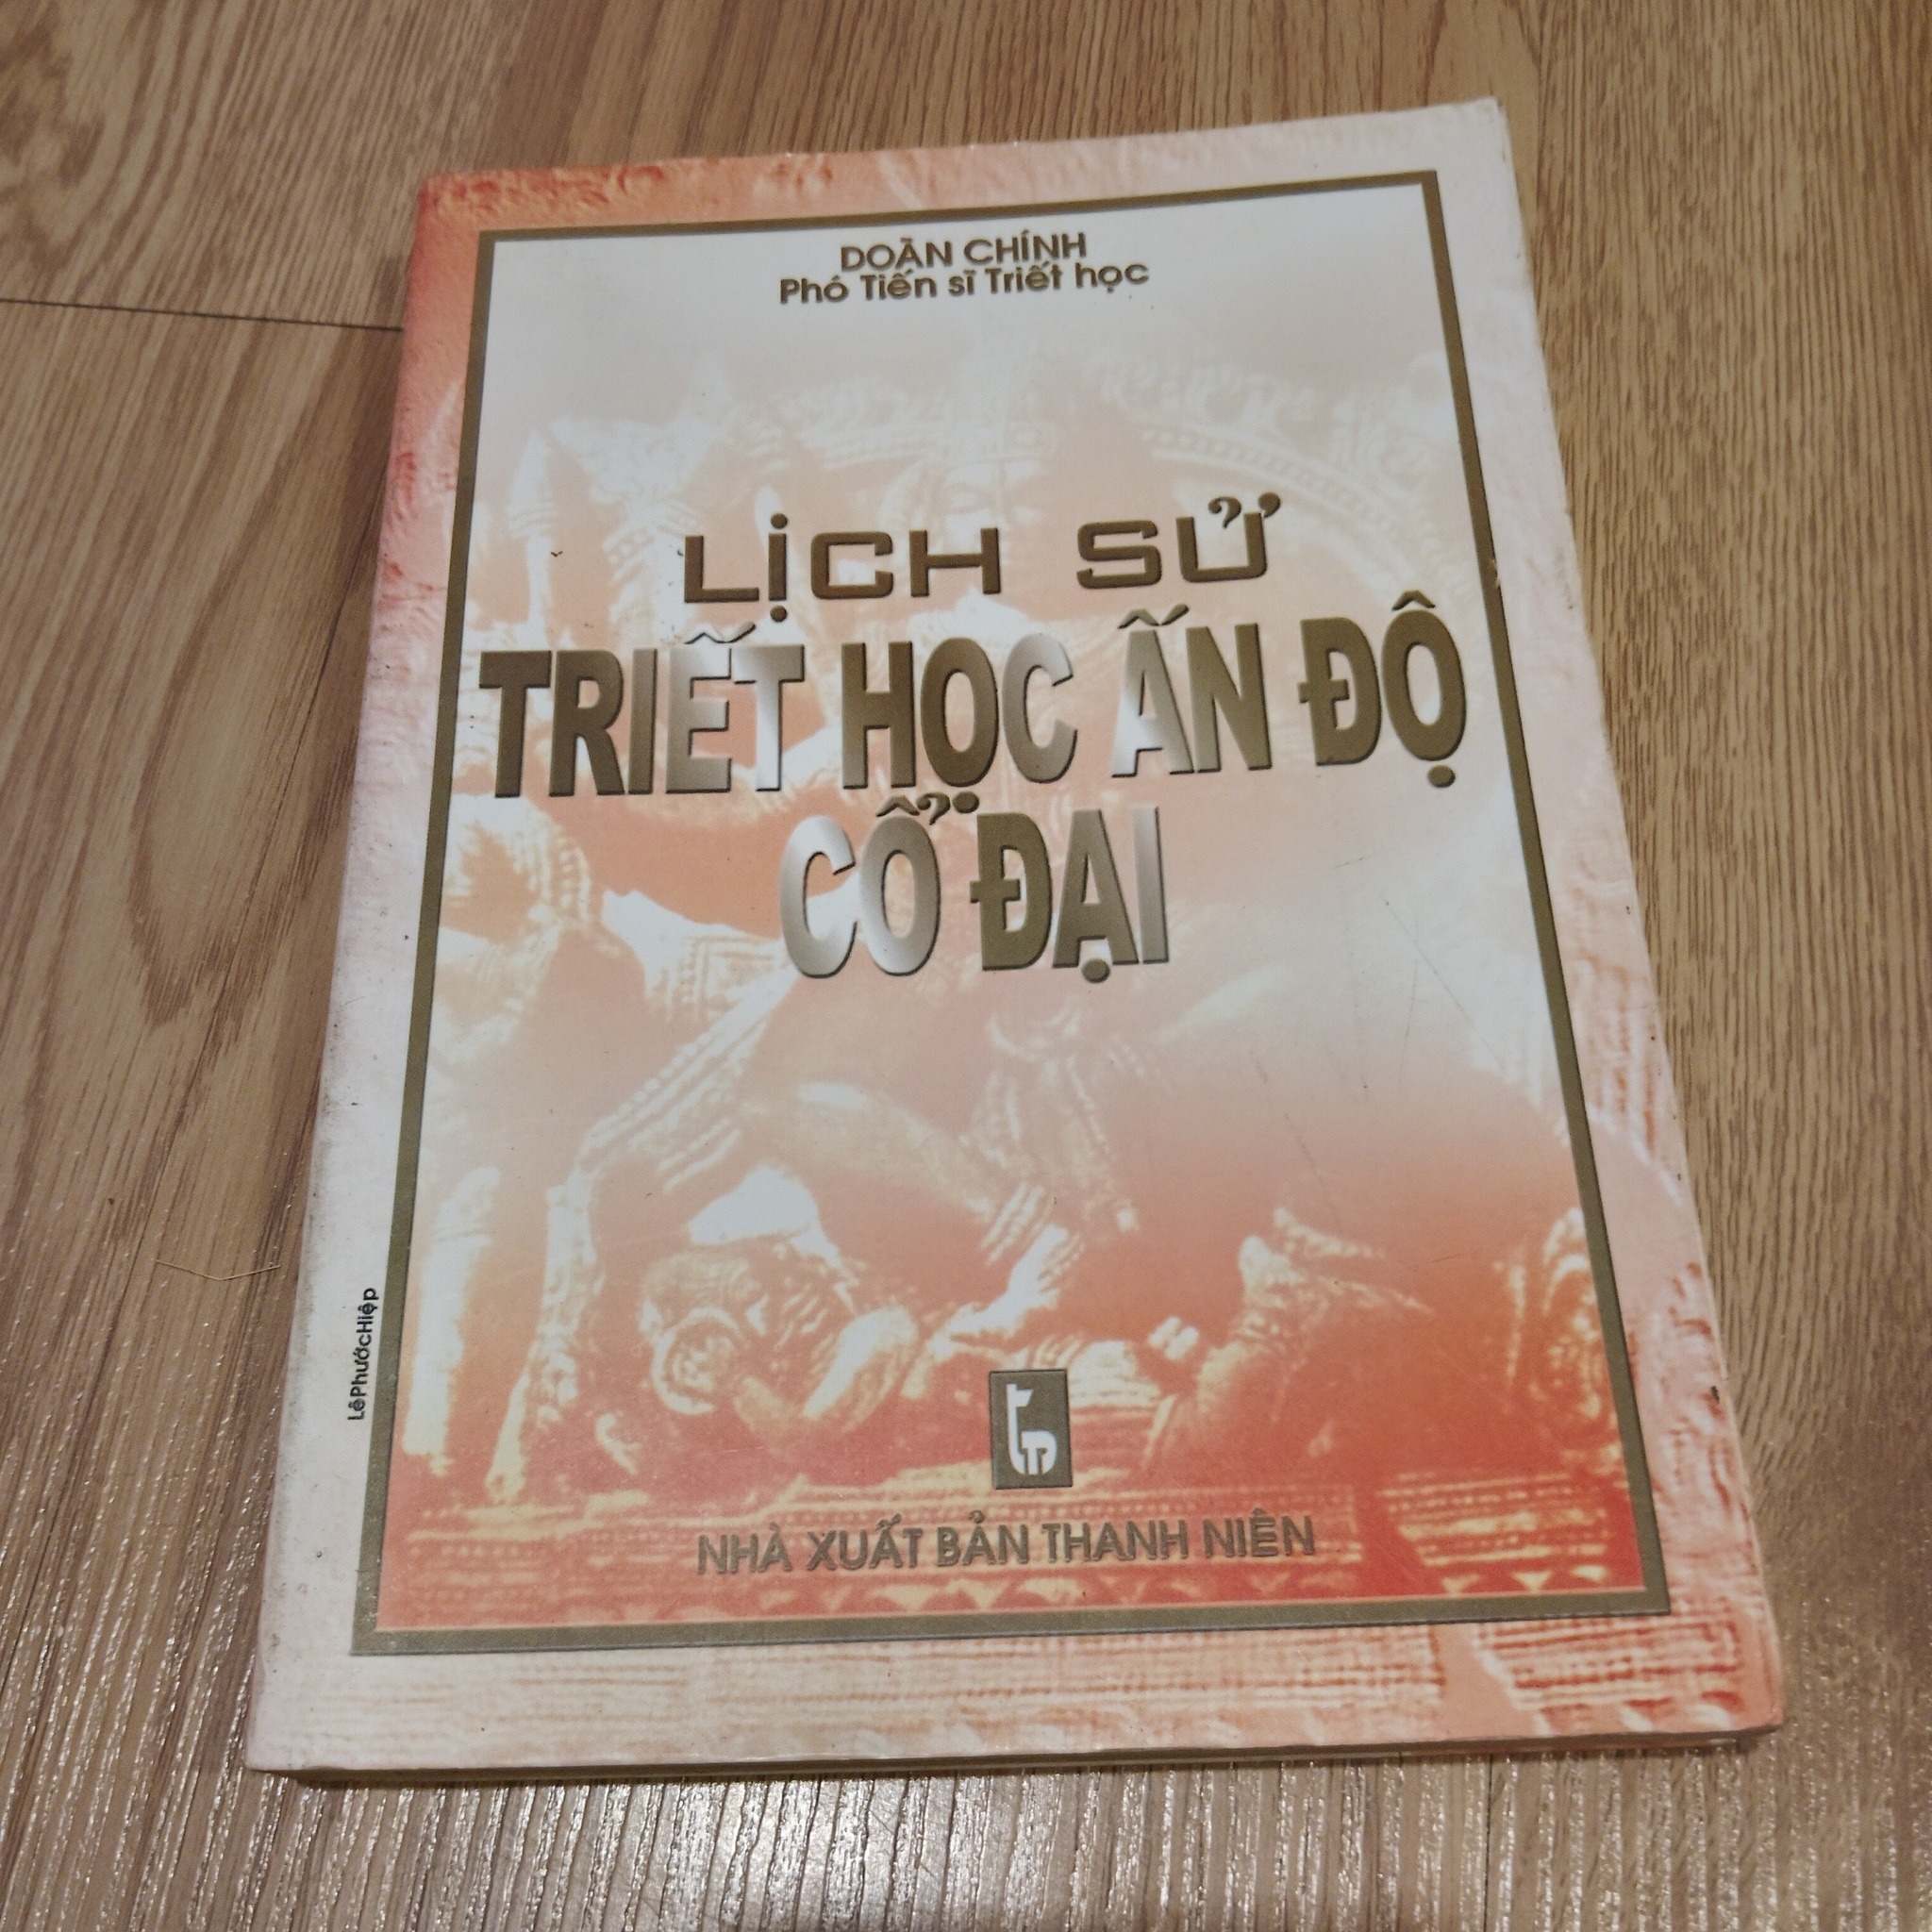 DOÃN CHÍNH
Phó Tiến sĩ Triết học
LỊCH SỬ
TRIẾT HỌC ẤN ĐỘ
CỔ ĐẠI
LêPhướcHiệp
NHÀ XUẤT BẢN THANH NIÊN